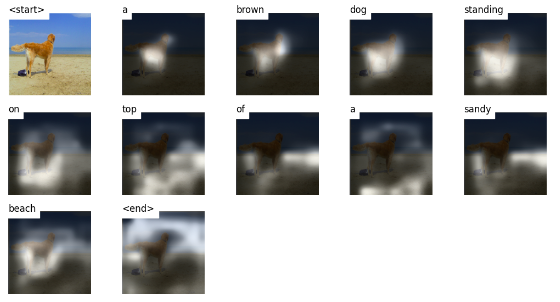 <start> a brown dog standing
on top of a sandy
beach <end>